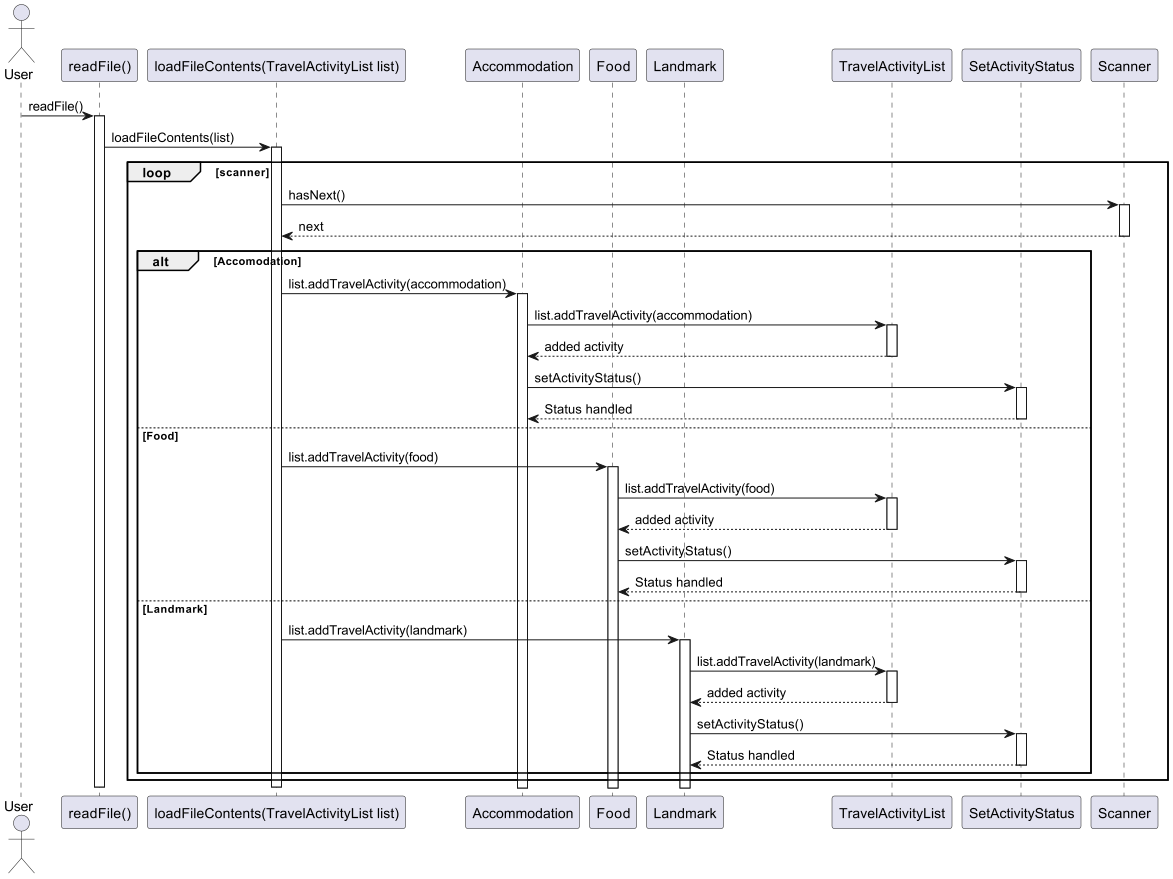 User
readFile()
loadFileContents(TravelActivityList list)
Accommodation
Food
Landmark
TravelActivityList
SetActivityStatus
Scanner
readFile()
loadFileContents(list)
loop
[scanner]
hasNext()
next
alt
[Accomodation]
list.addTravelActivity(accommodation)
list.addTravelActivity(accommodation)
added activity
setActivityStatus()
Status handled
[Food]
list.addTravelActivity(food)
list.addTravelActivity(food)
added activity
setActivityStatus()
Status handled
[Landmark]
list.addTravelActivity(landmark)
list.addTravelActivity(landmark)
added activity
setActivityStatus()
Status handled
User
readFile()
loadFileContents(TravelActivityList list)
Accommodation
Food
Landmark
TravelActivityList
SetActivityStatus
Scanner